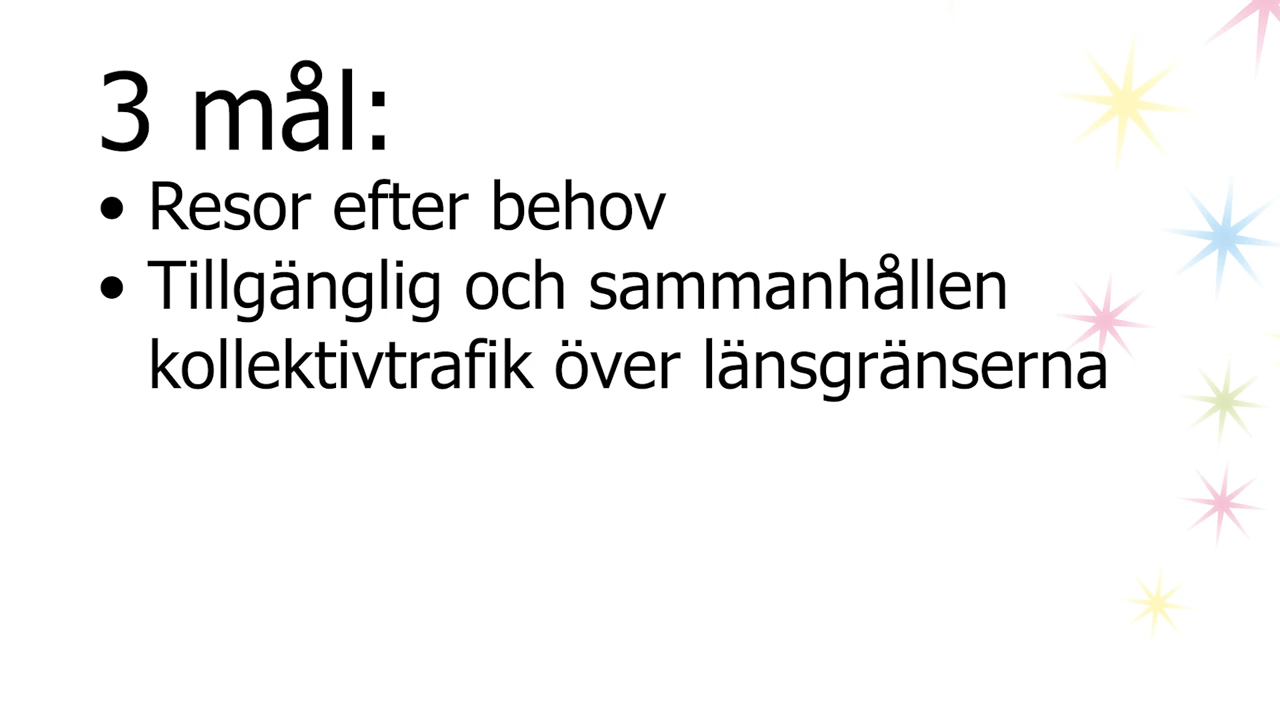 3 mål:
• Resor efter behov
• Tillgänglig och sammanhållen
kollektivtrafik över länsgränserna